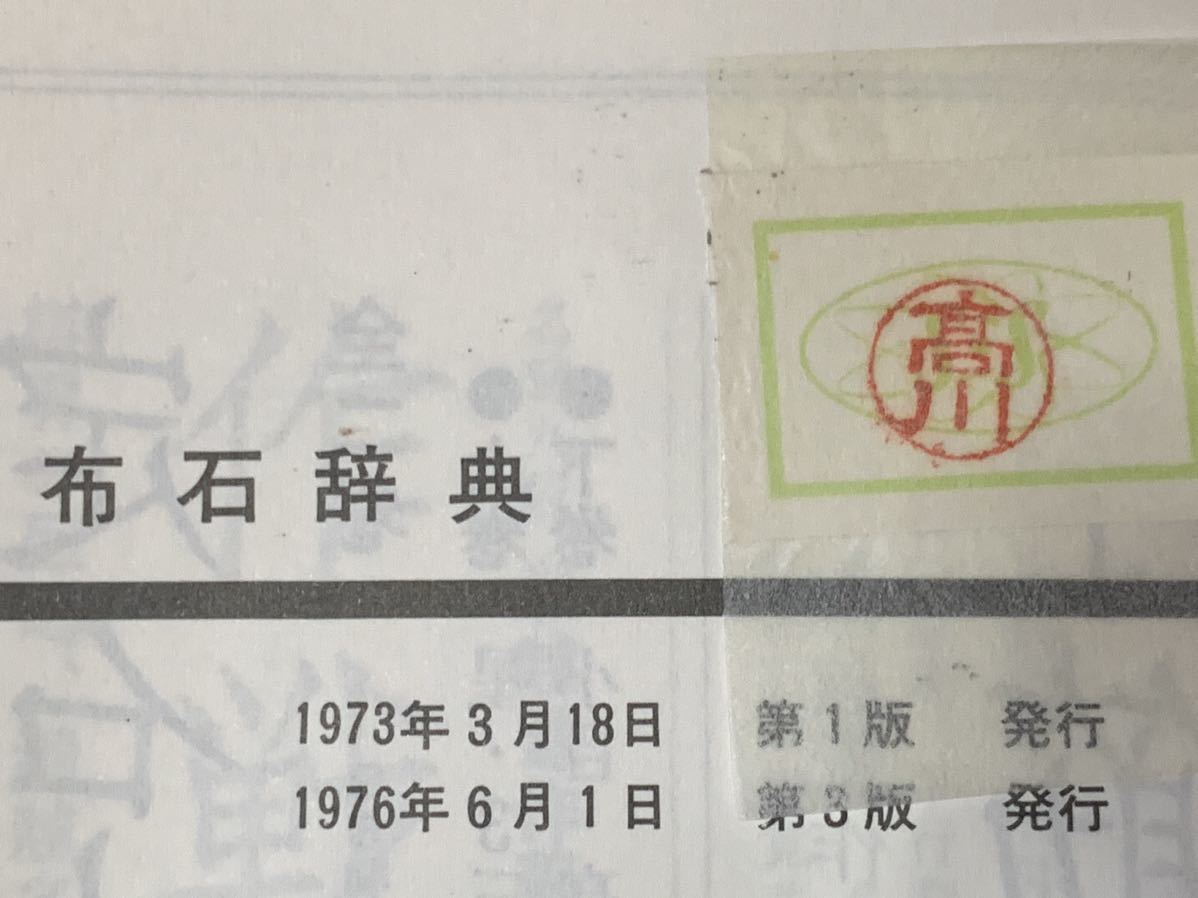 高川
布石辞典
1973年3月18日 第1版 発行
1976年6月1日 第3版 発行